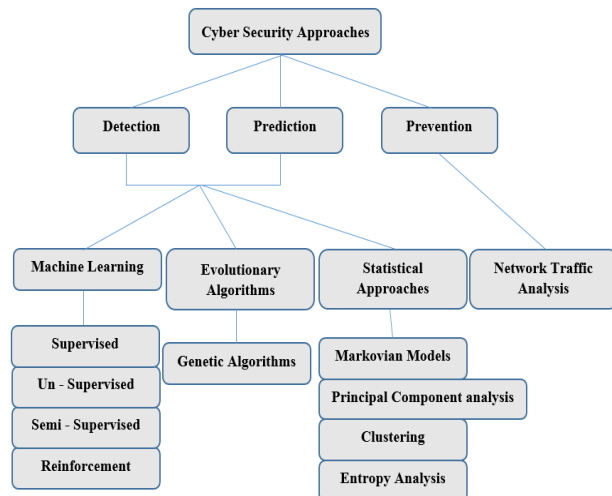 Cyber Security Approaches
Detection
Prediction
Prevention
Machine Learning
Evolutionary
Algorithms
Statistical
Approaches
Network Traffic
Analysis
Supervised
Un - Supervised
Semi - Supervised
Reinforcement
Genetic Algorithms
Markovian Models
Principal Component analysis
Clustering
Entropy Analysis